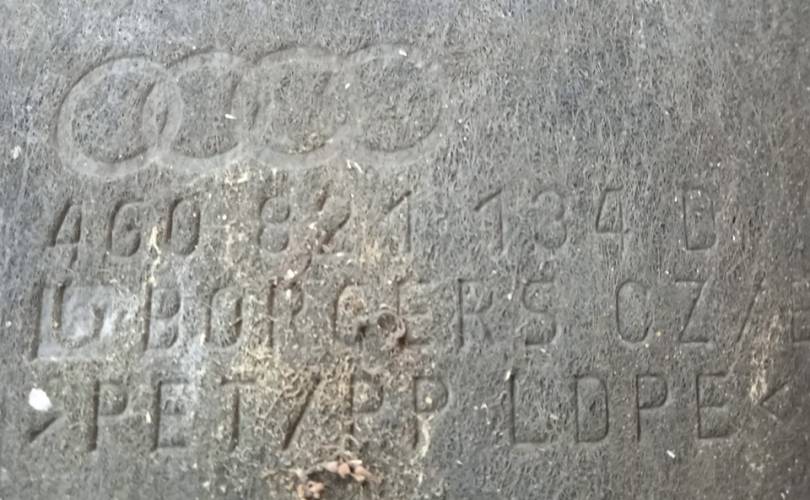 4G0 821 134 B
BORGERS CZ/
>PET/PP LDPE<